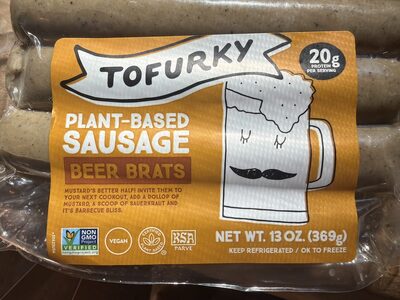 TOFURKY
20g
PROTEIN
PER SERVING
PLANT-BASED
SAUSAGE
BEER BRATS
MUSTARD'S BETTER HALF! INVITE THEM TO
YOUR NEXT COOKOUT, ADD A DOLLOP OF
MUSTARD, A SCOOP OF SAUERKRAUT AND
IT'S BARBECUE BLISS.
NON
GMO
Project
VERIFIED
VEGAN
KSA
PARVE
NET WT. 13 OZ. (369g)
KEEP REFRIGERATED / OK TO FREEZE